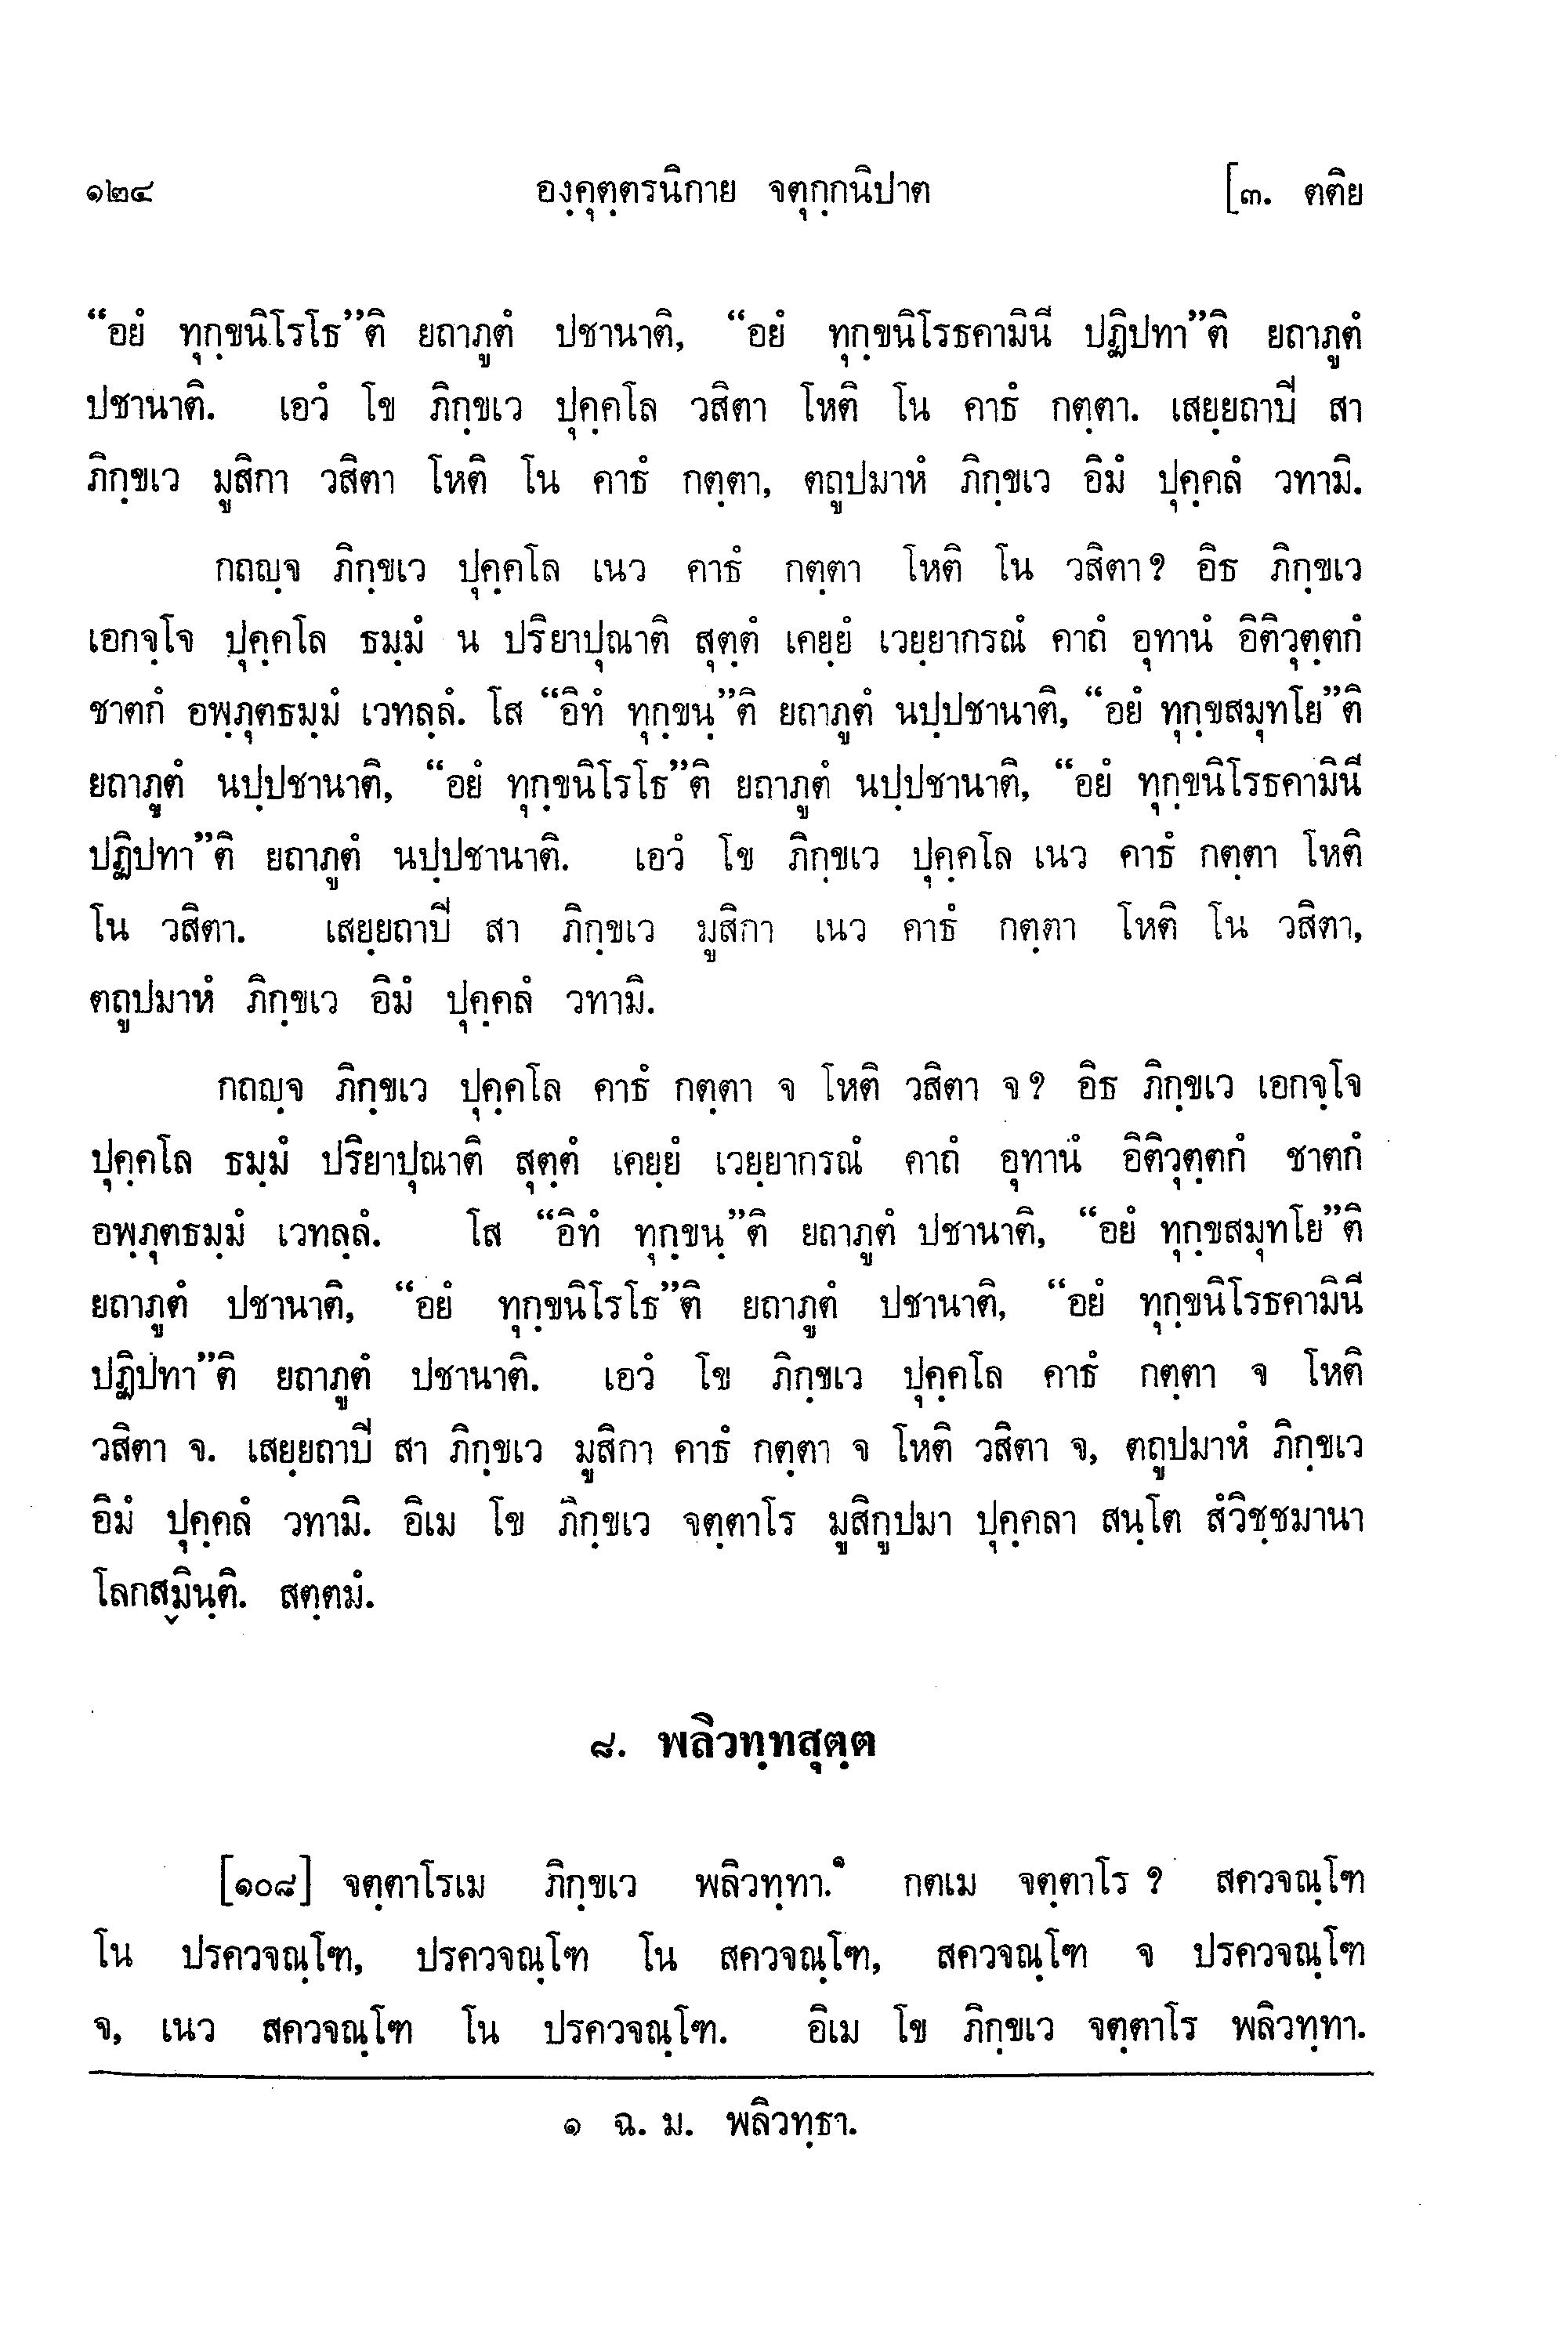 ๑๒๔ องฺคุตฺตรนิกาย จตุกฺกนิปาต [๓. ตติย
“อยํ ทุกฺขนิโรโธ”ติ ยถาภูตํ ปชานาติ, “อยํ ทุกฺขนิโรธคามินี ปฏิปทา”ติ ยถาภูตํ
ปชานาติ. เอวํ โข ภิกฺขเว ปุคฺคโล วสิตา โหติ โน คาธํ กตฺตา. เสยฺยถาปิ สา
ภิกฺขเว มูสิกา วสิตา โหติ โน คาธํ กตฺตา, ตถูปมาหํ ภิกฺขเว อิมํ ปุคฺคลํ วทามิ.
กถญฺจ ภิกฺขเว ปุคฺคโล เนว คาธํ กตฺตา โหติ โน วสิตา? อิธ ภิกฺขเว
เอกจฺโจ ปุคฺคโล ธมฺมํ น ปริยาปุณาติ สุตฺตํ เคยฺยํ เวยฺยากรณํ คาถํ อุทานํ อิติวุตฺตกํ
ชาตกํ อพฺภุตธมฺมํ เวทลฺลํ. โส “อิทํ ทุกฺขนฺ”ติ ยถาภูตํ นปฺปชานาติ, “อยํ ทุกฺขสมุทโย”ติ
ยถาภูตํ นปฺปชานาติ, “อยํ ทุกฺขนิโรโธ”ติ ยถาภูตํ นปฺปชานาติ, “อยํ ทุกฺขนิโรธคามินี
ปฏิปทา”ติ ยถาภูตํ นปฺปชานาติ. เอวํ โข ภิกฺขเว ปุคฺคโล เนว คาธํ กตฺตา โหติ
โน วสิตา. เสยฺยถาปิ สา ภิกฺขเว มูสิกา เนว คาธํ กตฺตา โหติ โน วสิตา,
ตถูปมาหํ ภิกฺขเว อิมํ ปุคฺคลํ วทามิ.
กถญฺจ ภิกฺขเว ปุคฺคโล คาธํ กตฺตา จ โหติ วสิตา จ? อิธ ภิกฺขเว เอกจฺโจ
ปุคฺคโล ธมฺมํ ปริยาปุณาติ สุตฺตํ เคยฺยํ เวยฺยากรณํ คาถํ อุทานํ อิติวุตฺตกํ ชาตกํ
อพฺภุตธมฺมํ เวทลฺลํ. โส “อิทํ ทุกฺขนฺ”ติ ยถาภูตํ ปชานาติ, “อยํ ทุกฺขสมุทโย”ติ
ยถาภูตํ ปชานาติ, “อยํ ทุกฺขนิโรโธ”ติ ยถาภูตํ ปชานาติ, “อยํ ทุกฺขนิโรธคามินี
ปฏิปทา”ติ ยถาภูตํ ปชานาติ. เอวํ โข ภิกฺขเว ปุคฺคโล คาธํ กตฺตา จ โหติ
วสิตา จ. เสยฺยถาปิ สา ภิกฺขเว มูสิกา คาธํ กตฺตา จ โหติ วสิตา จ, ตถูปมาหํ ภิกฺขเว
อิมํ ปุคฺคลํ วทามิ. อิเม โข ภิกฺขเว จตฺตาโร มูสิกูปมา ปุคฺคลา สนฺโต สํวิชฺชมานา
โลกสฺมินฺติ. สตฺตมํ.
๘. พลิวทฺทสุตฺต
[๑๐๘] จตฺตาโรเม ภิกฺขเว พลิวทฺทา.๑ กตเม จตฺตาโร ? สควจณฺโฑ
โน ปรควจณฺโฑ, ปรควจณฺโฑ โน สควจณฺโฑ, สควจณฺโฑ จ ปรควจณฺโฑ
จ, เนว สควจณฺโฑ โน ปรควจณฺโฑ. อิเม โข ภิกฺขเว จตฺตาโร พลิวทฺทา.
๑ ฉ. ม. พลิวทฺธา.